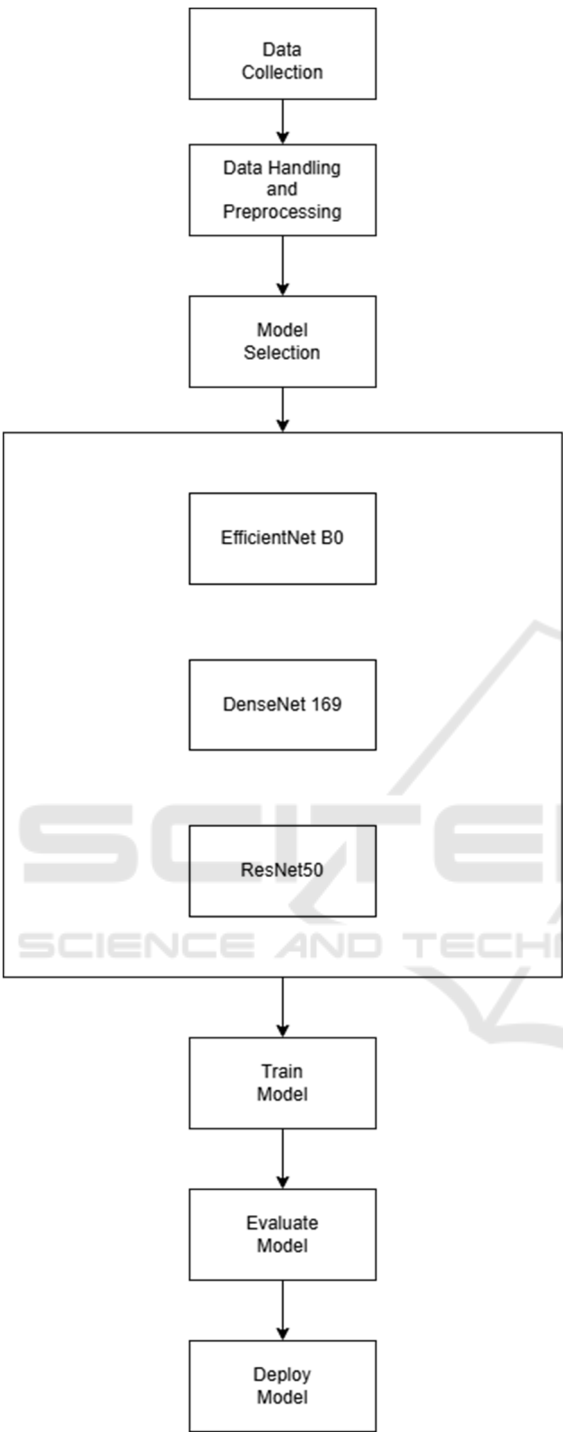 Data
Collection
Data Handling
and
Preprocessing
Model
Selection
EfficientNet B0
DenseNet 169
SCITE
ResNet50
SCIENCE AND TECH
Train
Model
Evaluate
Model
Deploy
Model